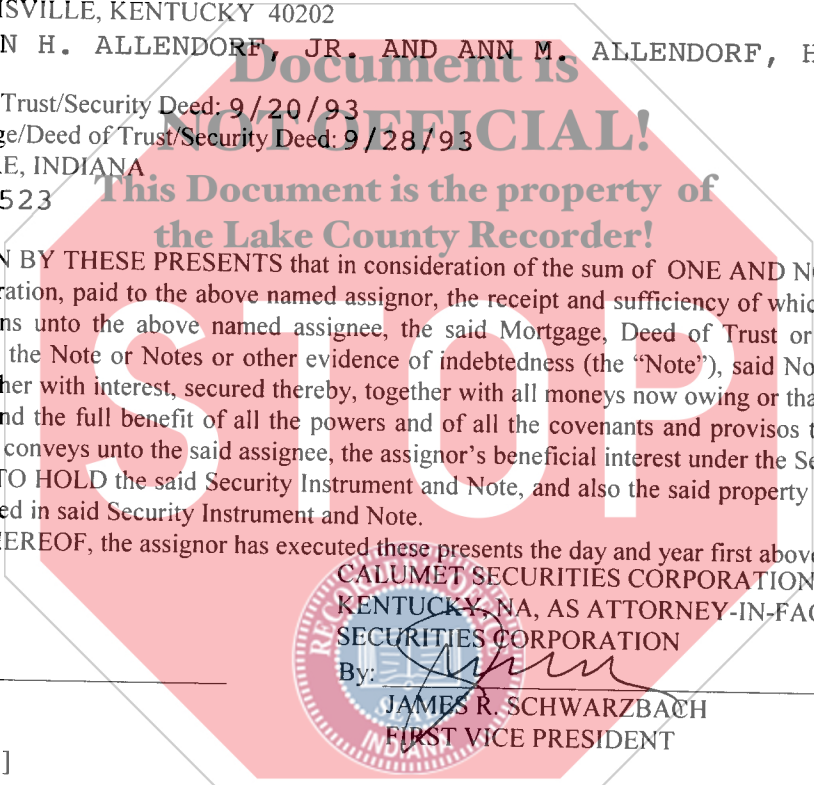 ISVILLE, KENTUCKY 40202
N H. ALLENDORF, JR. AND ANN M. ALLENDORF, H
Document is
Trust/Security Deed: 9/20/93
NOT OFFICIAL!
ge/Deed of Trust/Security Deed: 9/28/93
E, INDIANA
This Document is the property of
523
the Lake County Recorder!
N BY THESE PRESENTS that in consideration of the sum of ONE AND N
ration, paid to the above named assignor, the receipt and sufficiency of whic
ns unto the above named assignee, the said Mortgage, Deed of Trust or
the Note or Notes or other evidence of indebtedness (the “Note”), said No
her with interest, secured thereby, together with all moneys now owing or tha
nd the full benefit of all the powers and of all the covenants and provisos t
conveys unto the said assignee, the assignor’s beneficial interest under the Se
TO HOLD the said Security Instrument and Note, and also the said property
ed in said Security Instrument and Note.
EREOF, the assignor has executed these presents the day and year first above
STOP
CALUMET SECURITIES CORPORATION
KENTUCKY, NA, AS ATTORNEY-IN-FAC
SECURITIES CORPORATION
By:
JAMES R. SCHWARZBACH
FIRST VICE PRESIDENT
SEAL
INDIANA
]